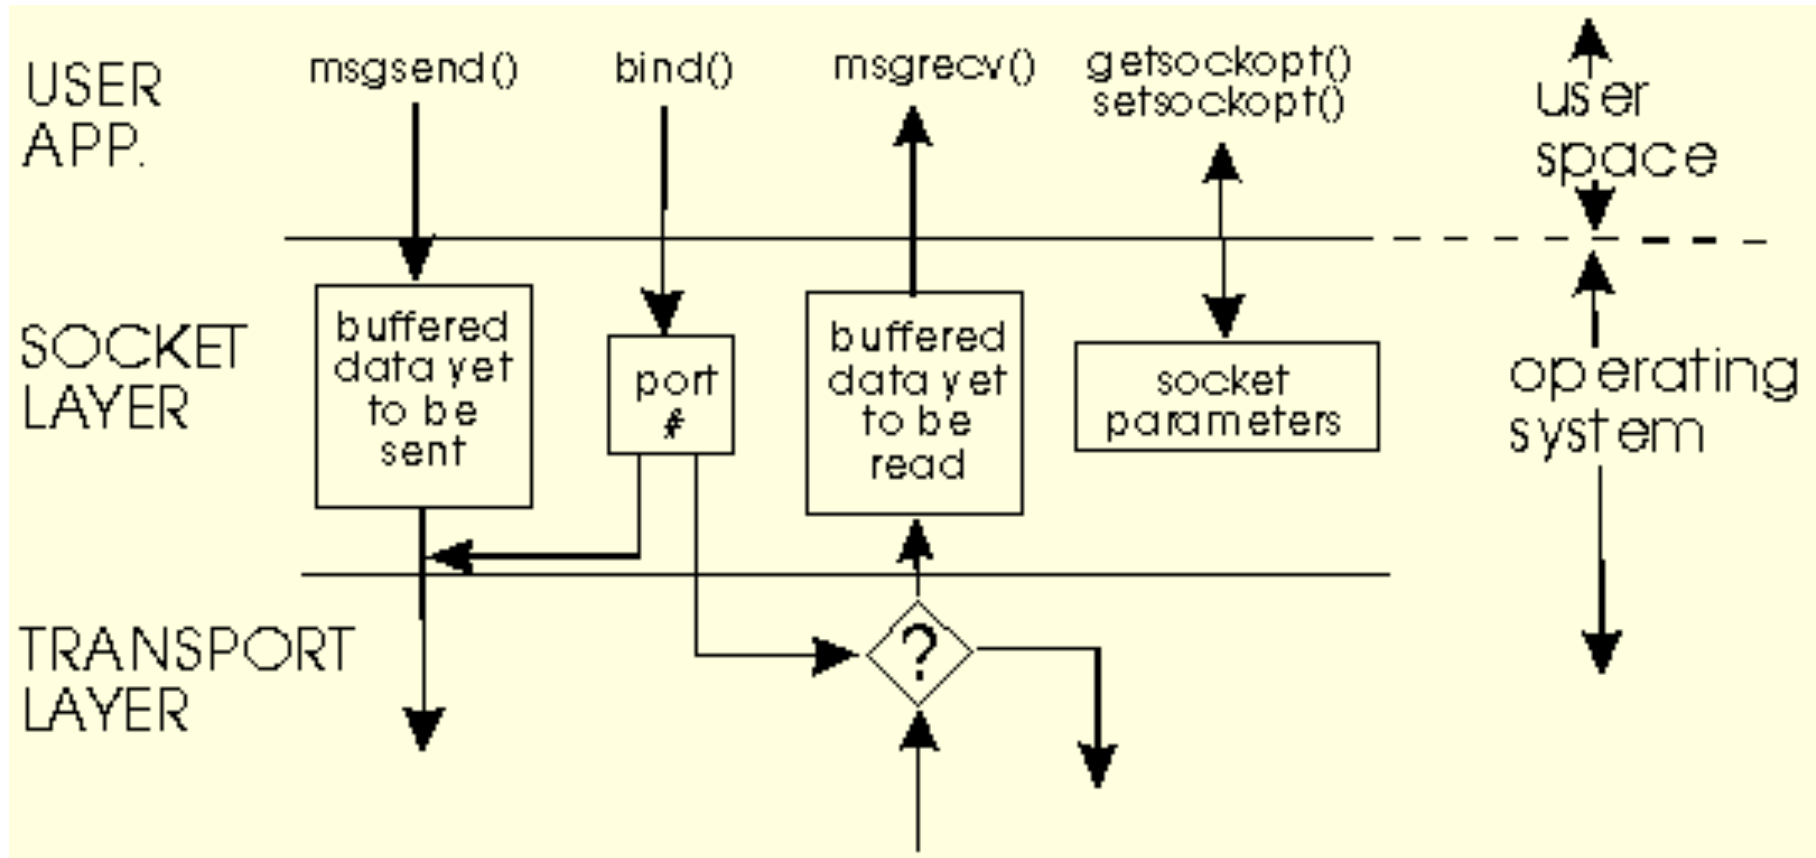 USER
APP.
msgsend()
bind()
msgrecv()
getsockopt()
setsockopt()
user
space
SOCKET
LAYER
buffered
data yet
to be
sent
port
#
buffered
data yet
to be
read
socket
parameters
operating
system
TRANSPORT
LAYER
?